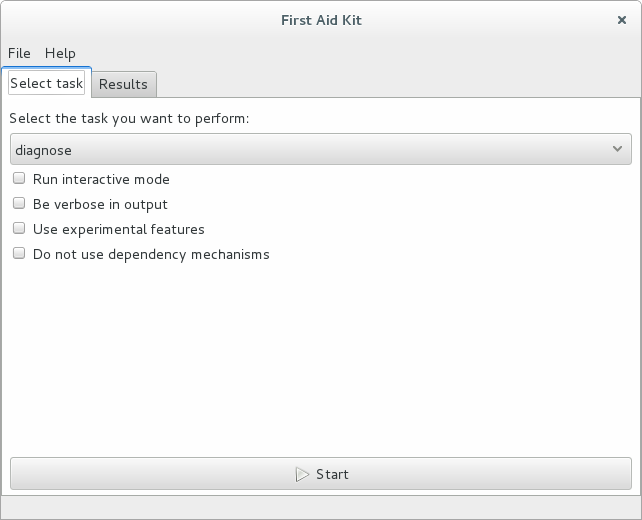 First Aid Kit
File Help
Select task Results
Select the task you want to perform:
diagnose
Run interactive mode
Be verbose in output
Use experimental features
Do not use dependency mechanisms
Start